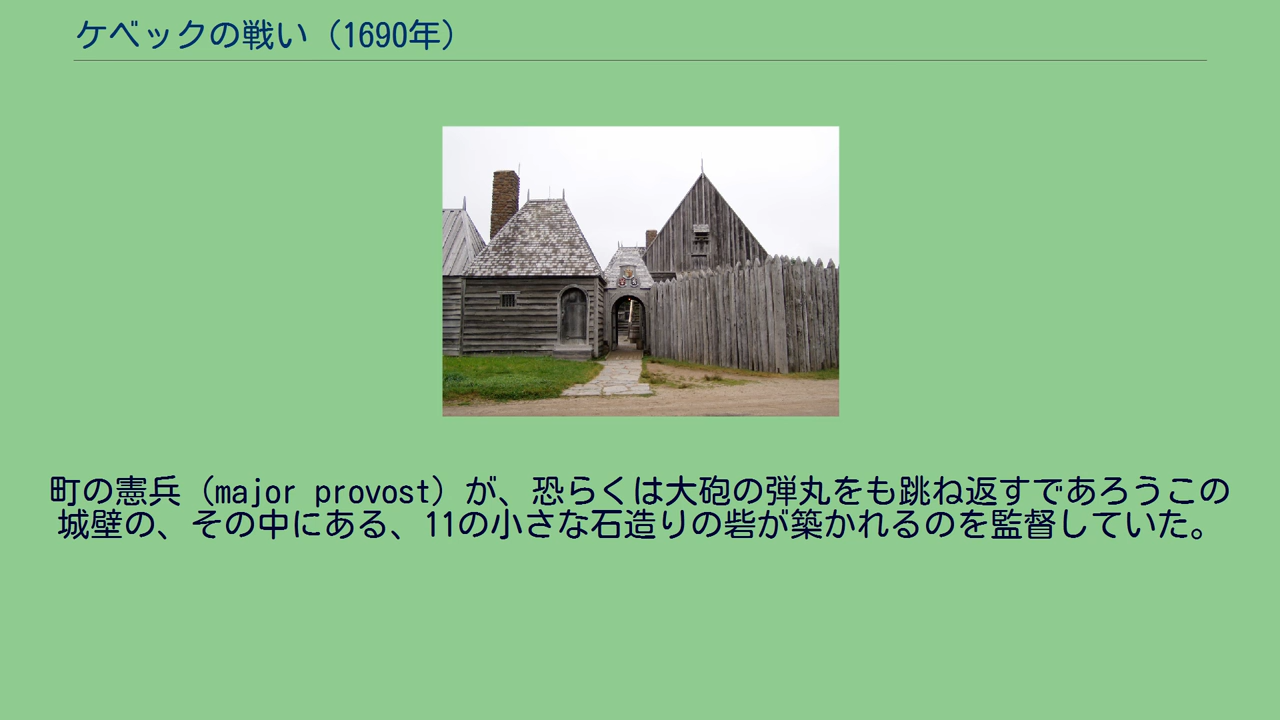 ケベックの戦い（1690年）
町の憲兵（major provost）が、恐らくは大砲の弾丸をも跳ね返すであろうこの
城壁の、その中にある、11の小さな石造りの砦が築かれるのを監督していた。